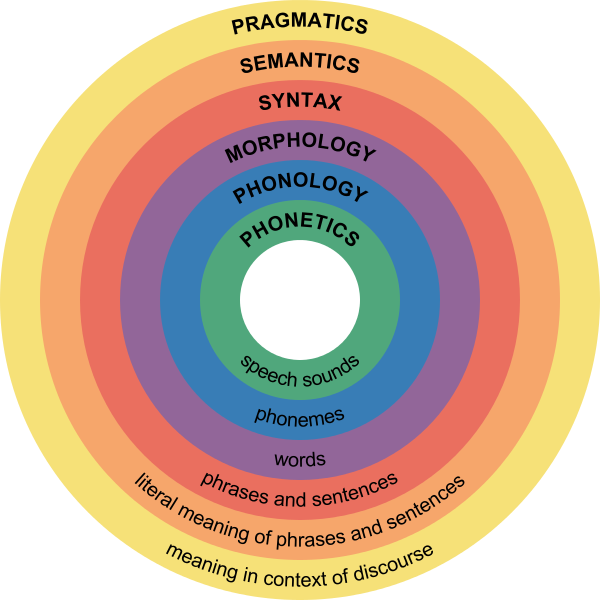 PRAGMATICS
SEMANTICS
SYNTAX
MORPHOLOGY
PHONOLOGY
PHONETICS
speech sounds
phonemes
words
phrases and sentences
literal meaning of phrases and sentences
meaning in context of discourse